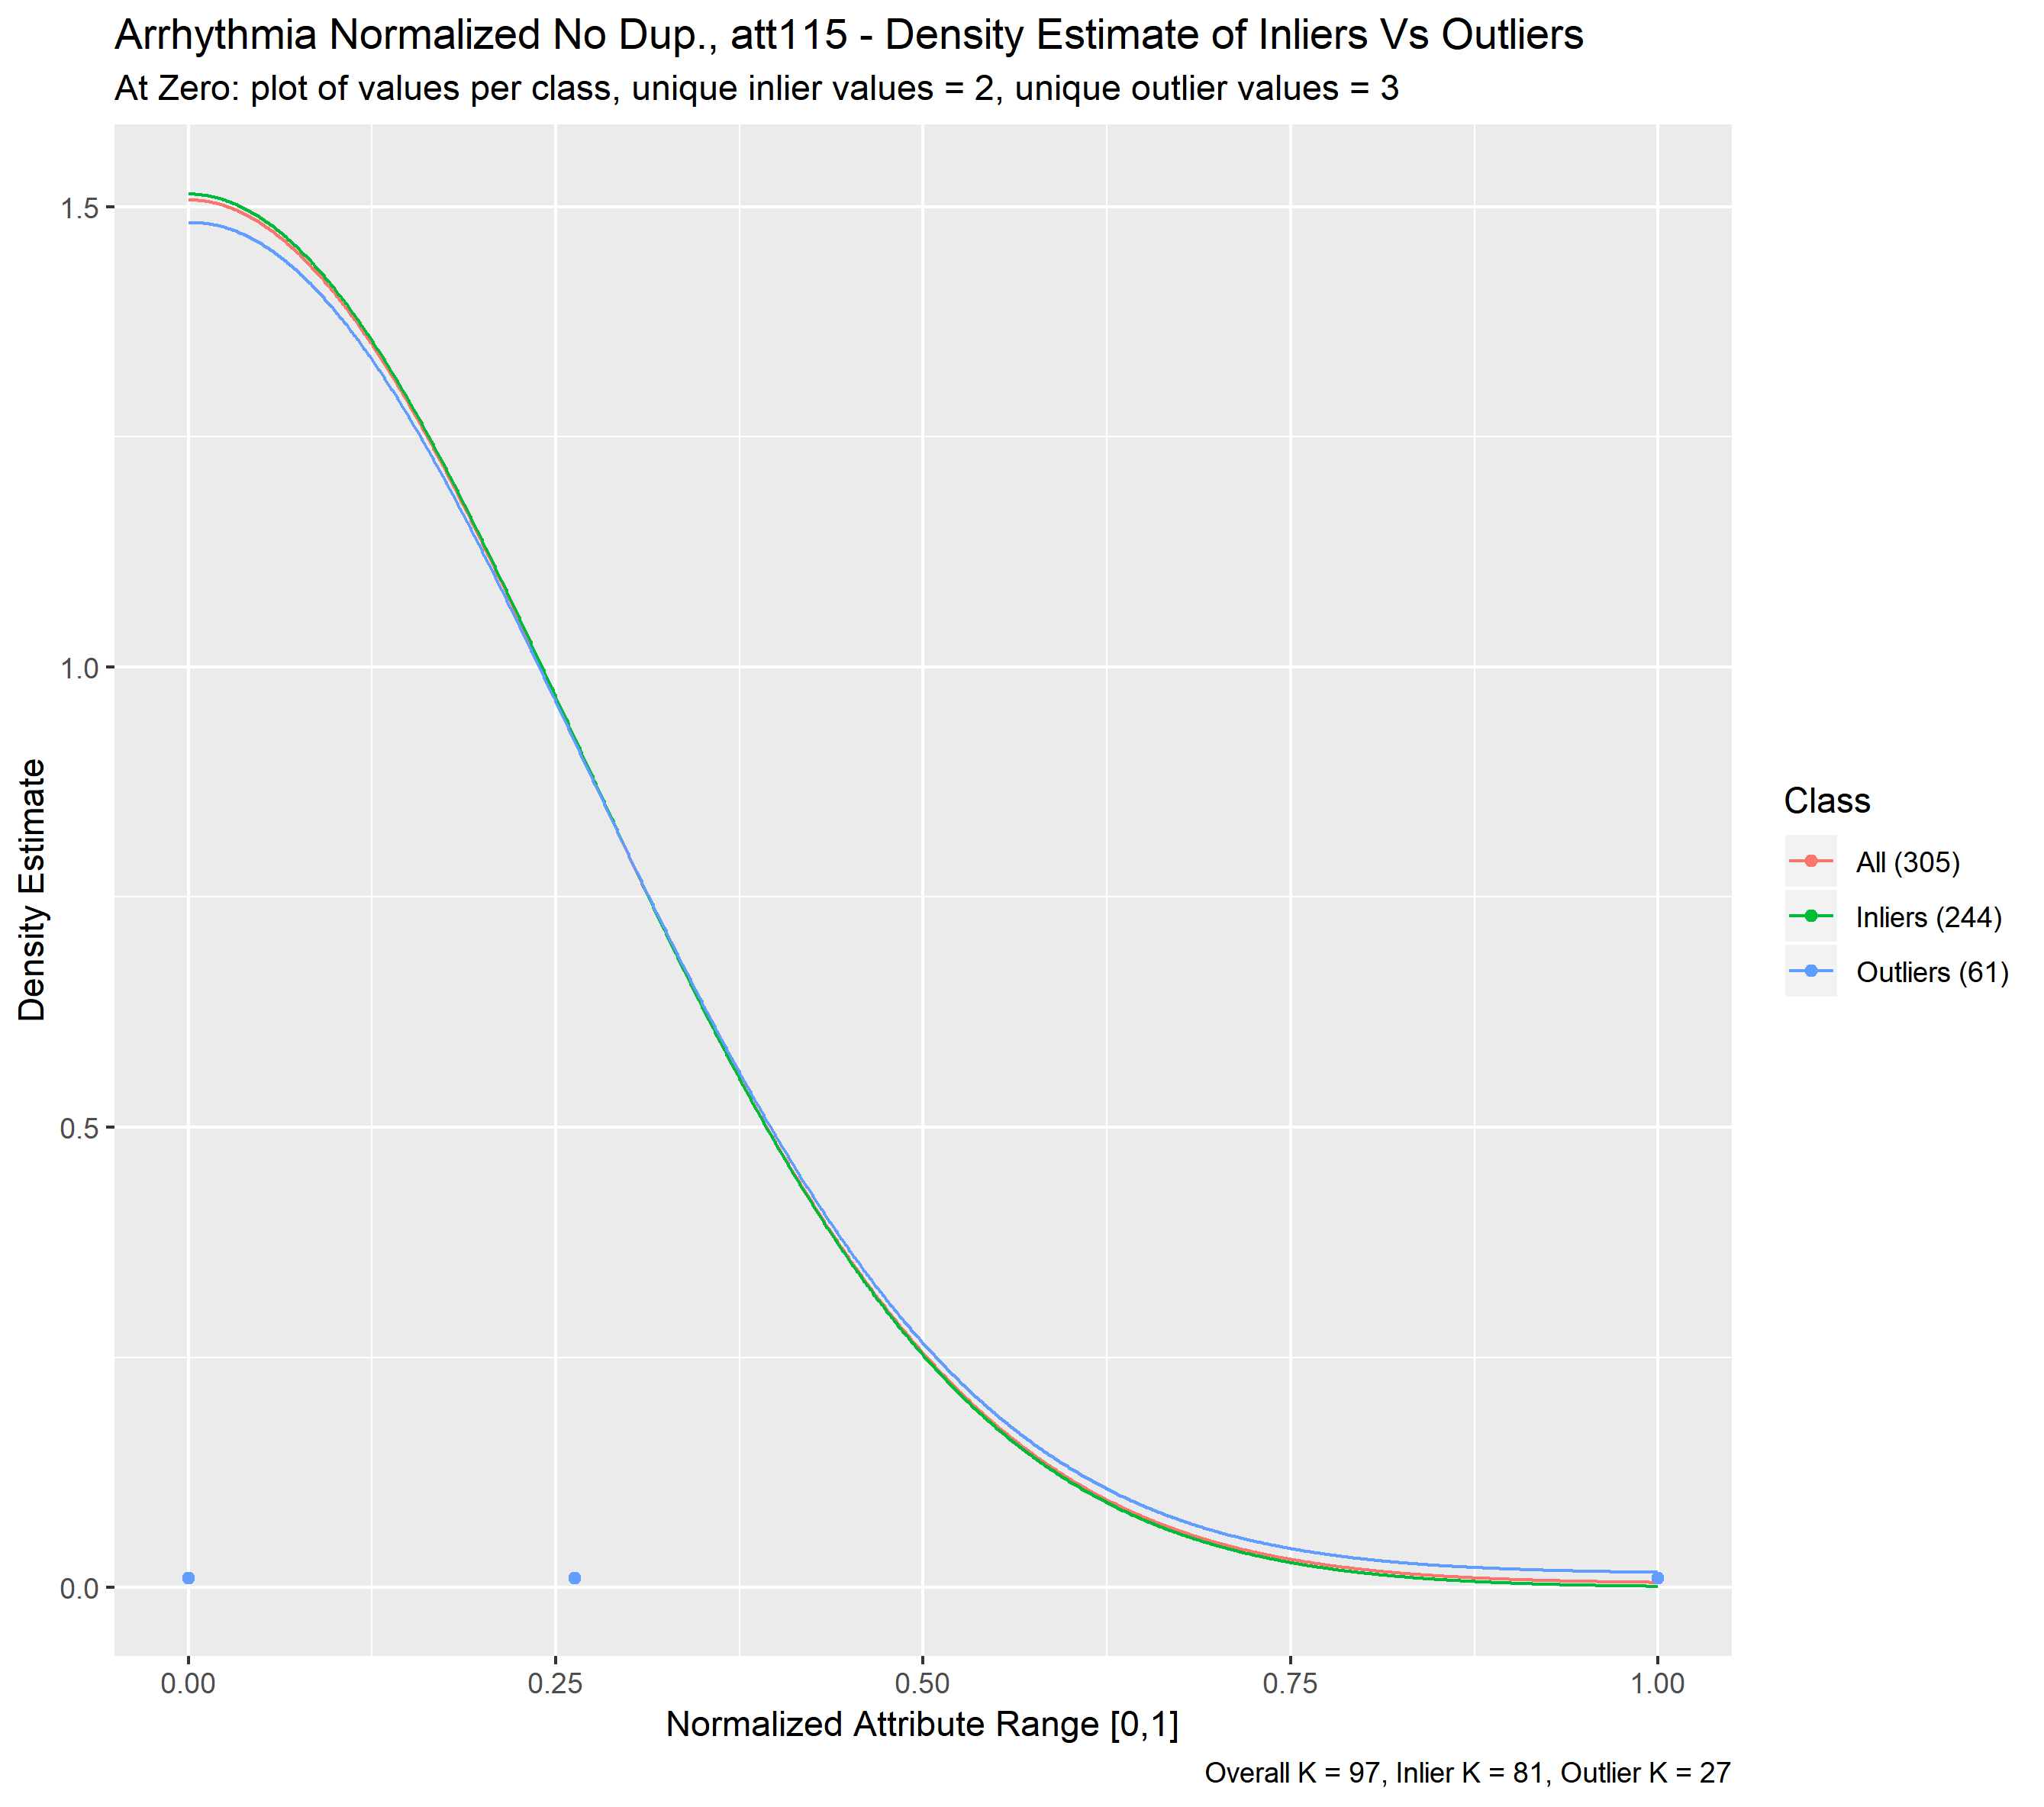 Arrhythmia Normalized No Dup., att115 - Density Estimate of Inliers Vs Outliers
At Zero: plot of values per class, unique inlier values = 2, unique outlier values = 3
1.5
1.0
0.5
0.0
Density Estimate
0.00 0.25 0.50 0.75 1.00
Normalized Attribute Range [0,1]
Overall K = 97, Inlier K = 81, Outlier K = 27
Class
All (305)
Inliers (244)
Outliers (61)